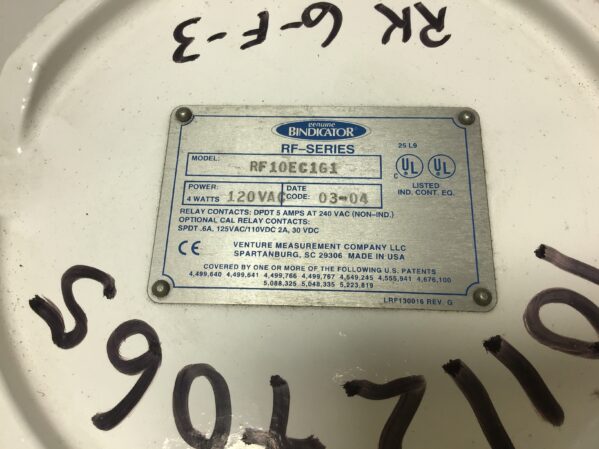 RK 6-F-3
genuine
BINDICATOR
RF-SERIES
25 L9
MODEL: RF10EC1G1
C UL UL
LISTED
IND. CONT. EQ.
POWER: 4 WATTS 120VAC DATE CODE: 03-04
RELAY CONTACTS: DPDT 5 AMPS AT 240 VAC (NON-IND.)
OPTIONAL CAL RELAY CONTACTS:
SPDT .6A, 125VAC/110VDC 2A, 30 VDC
CE
VENTURE MEASUREMENT COMPANY LLC
SPARTANBURG, SC 29306 MADE IN USA
COVERED BY ONE OR MORE OF THE FOLLOWING U.S. PATENTS
4,499,640 4,499,641 4,499,766 4,499,767 4,549,245 4,555,941 4,676,100
5,088,325 5,048,335 5,223,819
LRF130016 REV. G